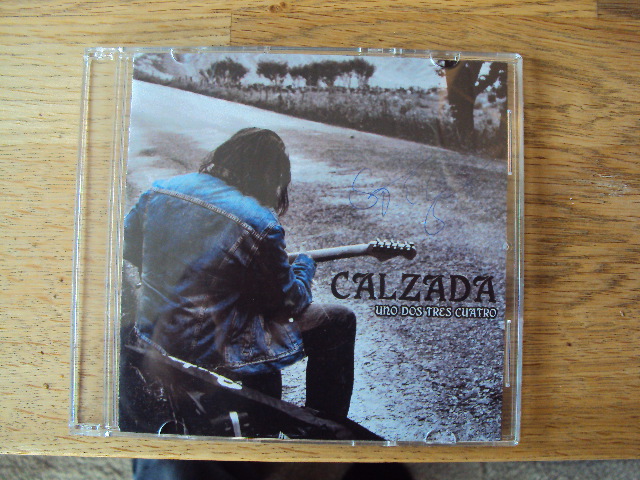 CALZADA
UNO DOS TRES CUATRO